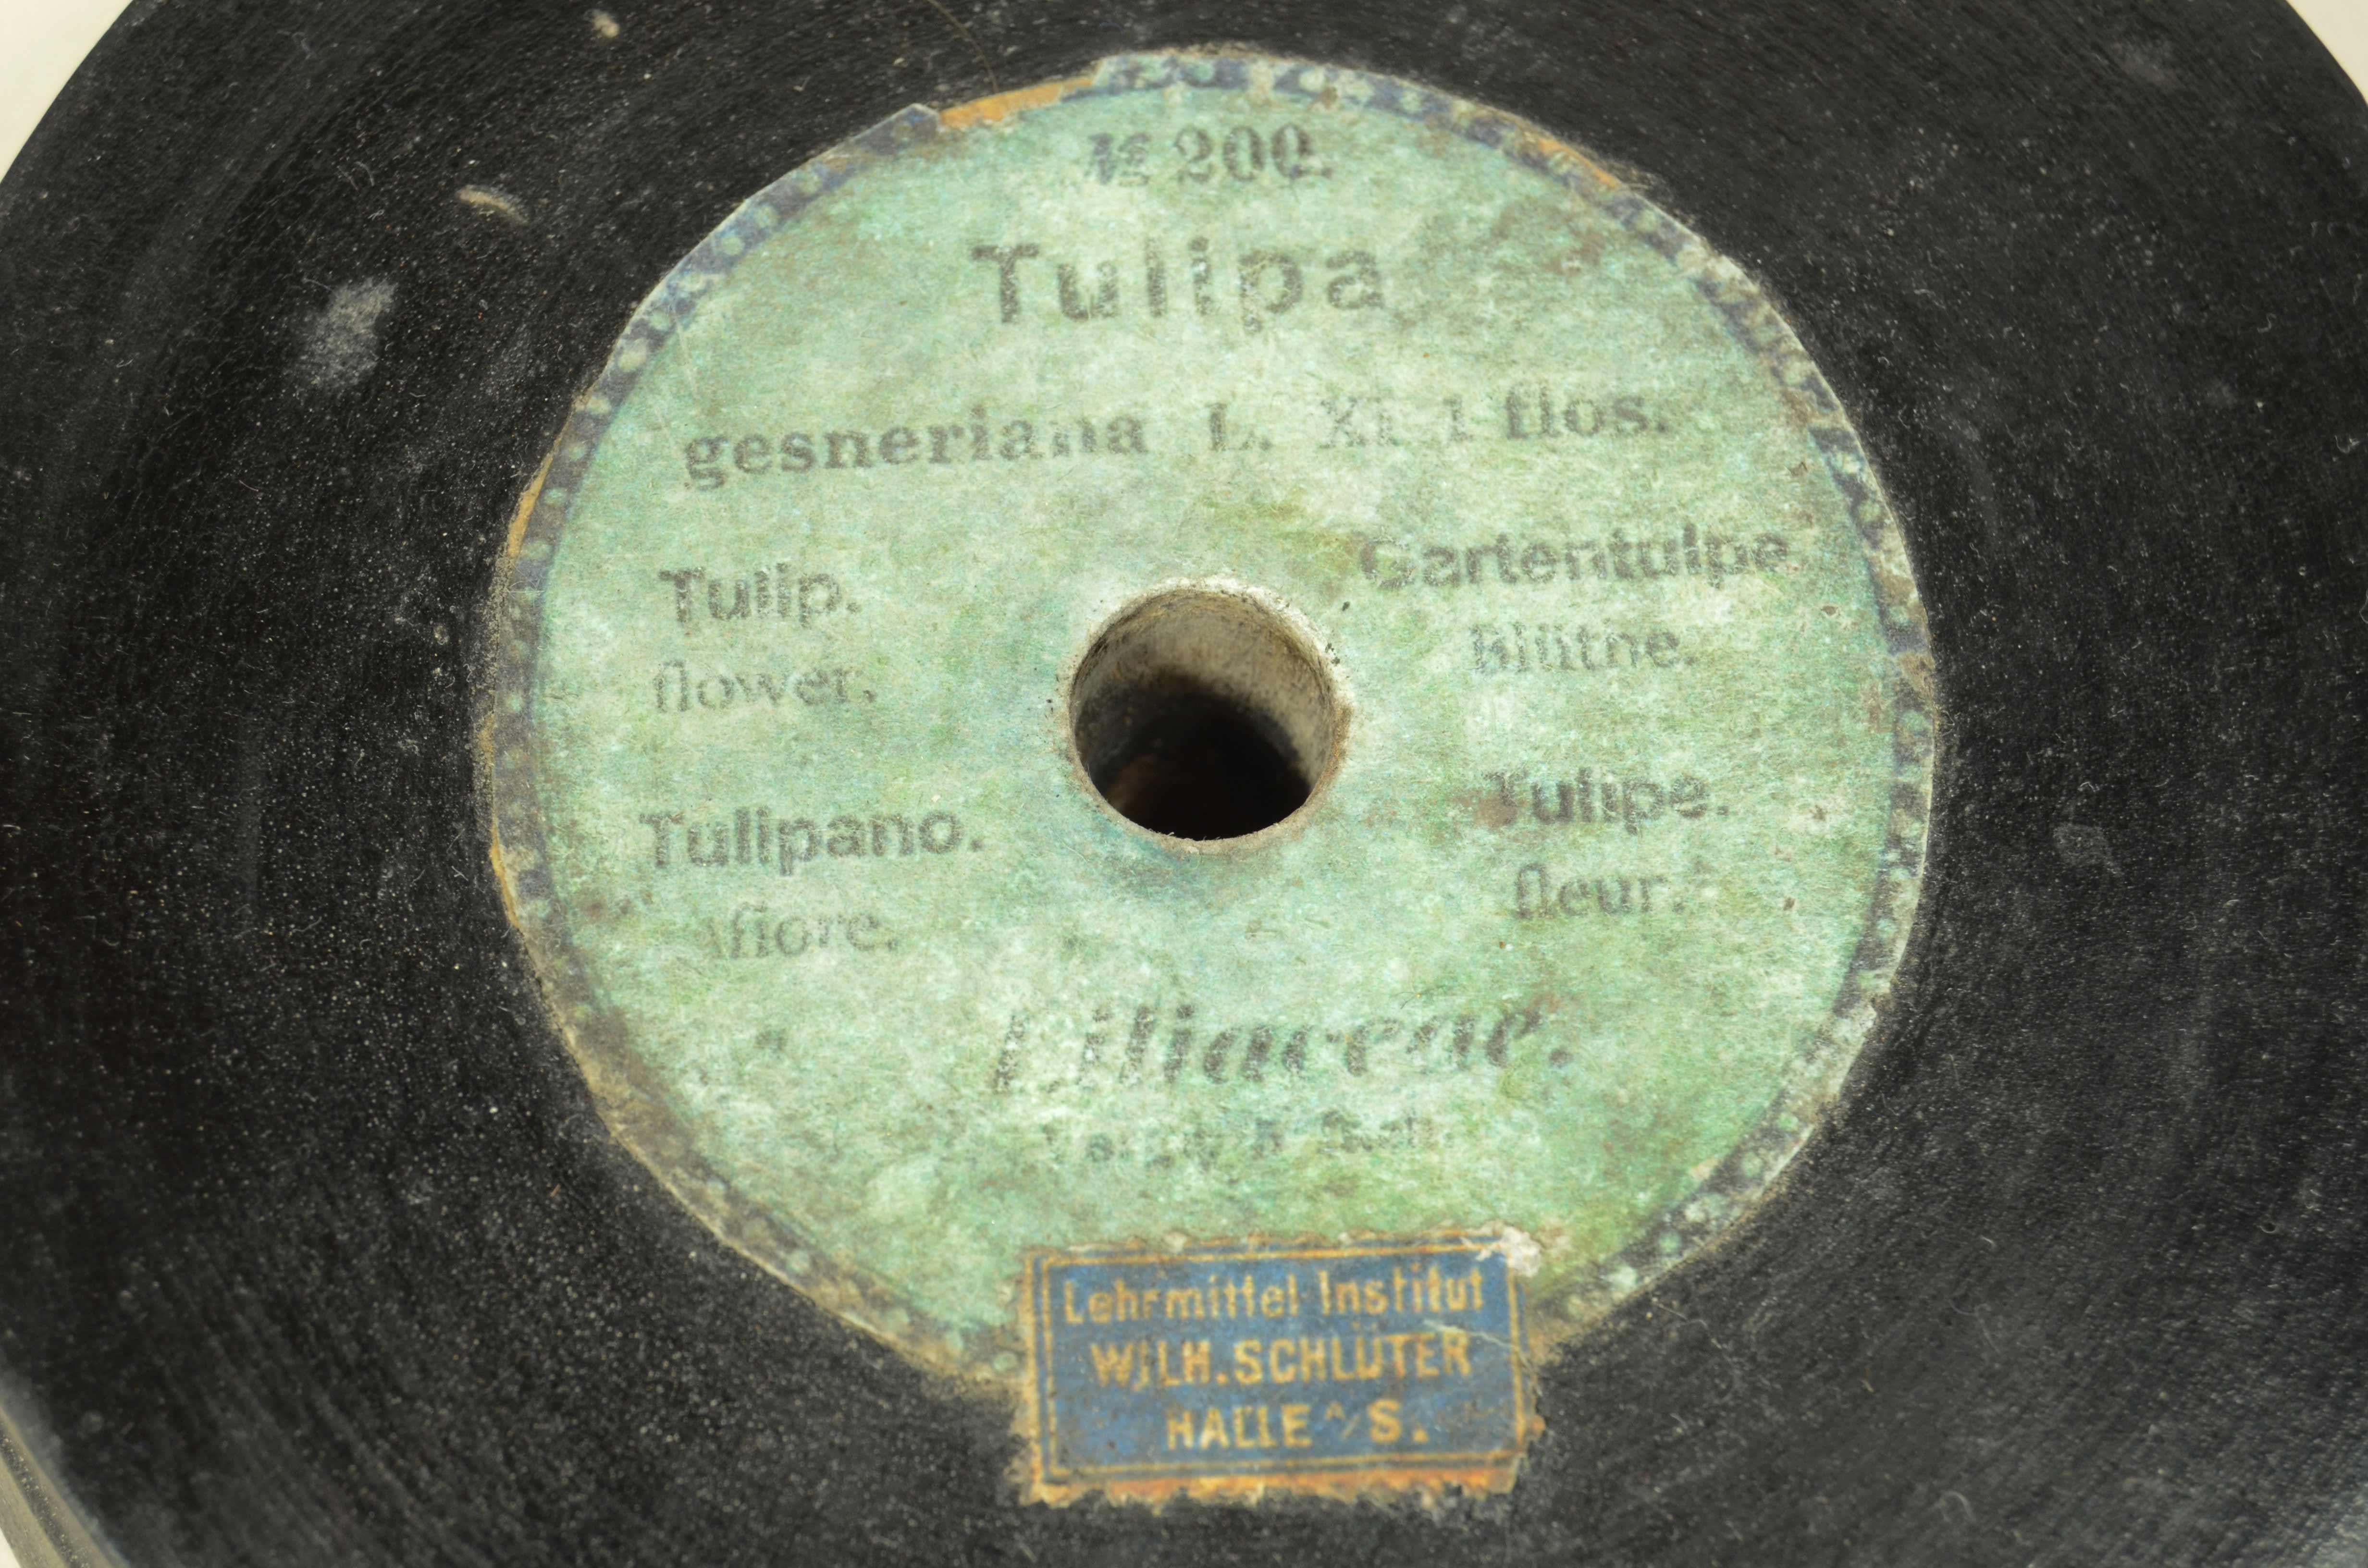 № 200.
Tulipa
gesneriana L. XI 1 flos.
Tulip.
flower.
Gartentulpe
Blüthe.
Tulipano.
fiore.
Tulipe.
fleur.
Liliaceae.
Lehrmittel-Institut
WILH. SCHLÜTER
HALLE A/S.